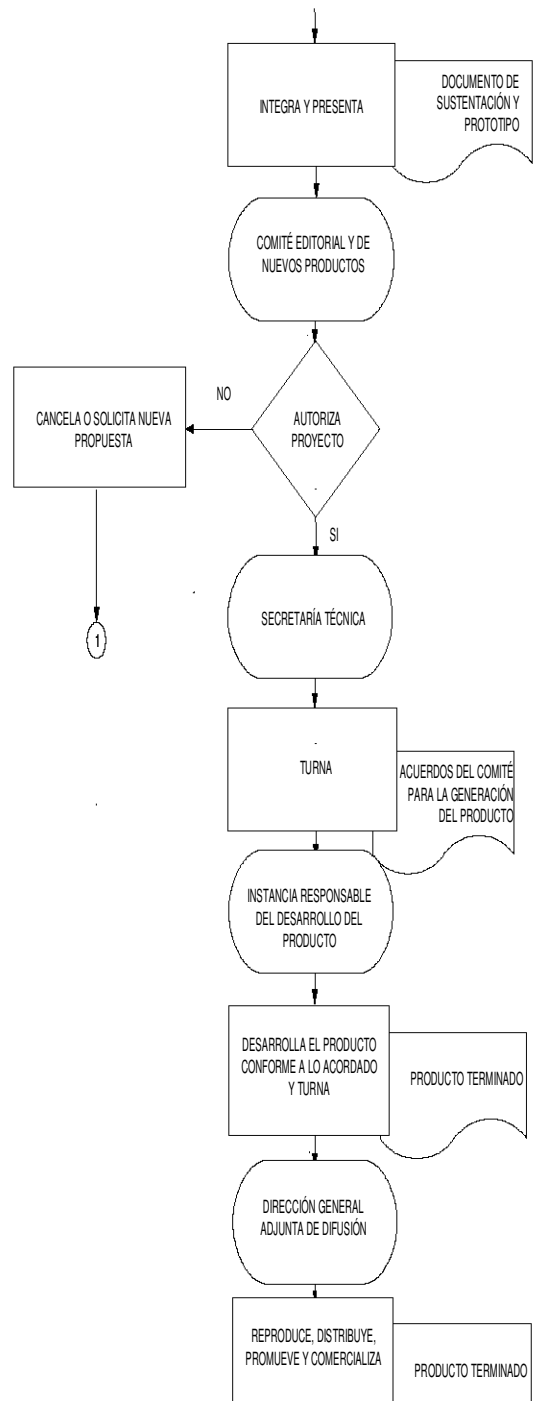 INTEGRA Y PRESENTA
DOCUMENTO DE
SUSTENTACIÓN Y
PROTOTIPO
COMITÉ EDITORIAL Y DE
NUEVOS PRODUCTOS
NO
CANCELA O SOLICITA NUEVA
PROPUESTA
AUTORIZA
PROYECTO
SI
SECRETARÍA TÉCNICA
1
TURNA
ACUERDOS DEL COMITÉ
PARA LA GENERACIÓN
DEL PRODUCTO
INSTANCIA RESPONSABLE
DEL DESARROLLO DEL
PRODUCTO
DESARROLLA EL PRODUCTO
CONFORME A LO ACORDADO
Y TURNA
PRODUCTO TERMINADO
DIRECCIÓN GENERAL
ADJUNTA DE DIFUSIÓN
REPRODUCE, DISTRIBUYE,
PROMUEVE Y COMERCIALIZA
PRODUCTO TERMINADO